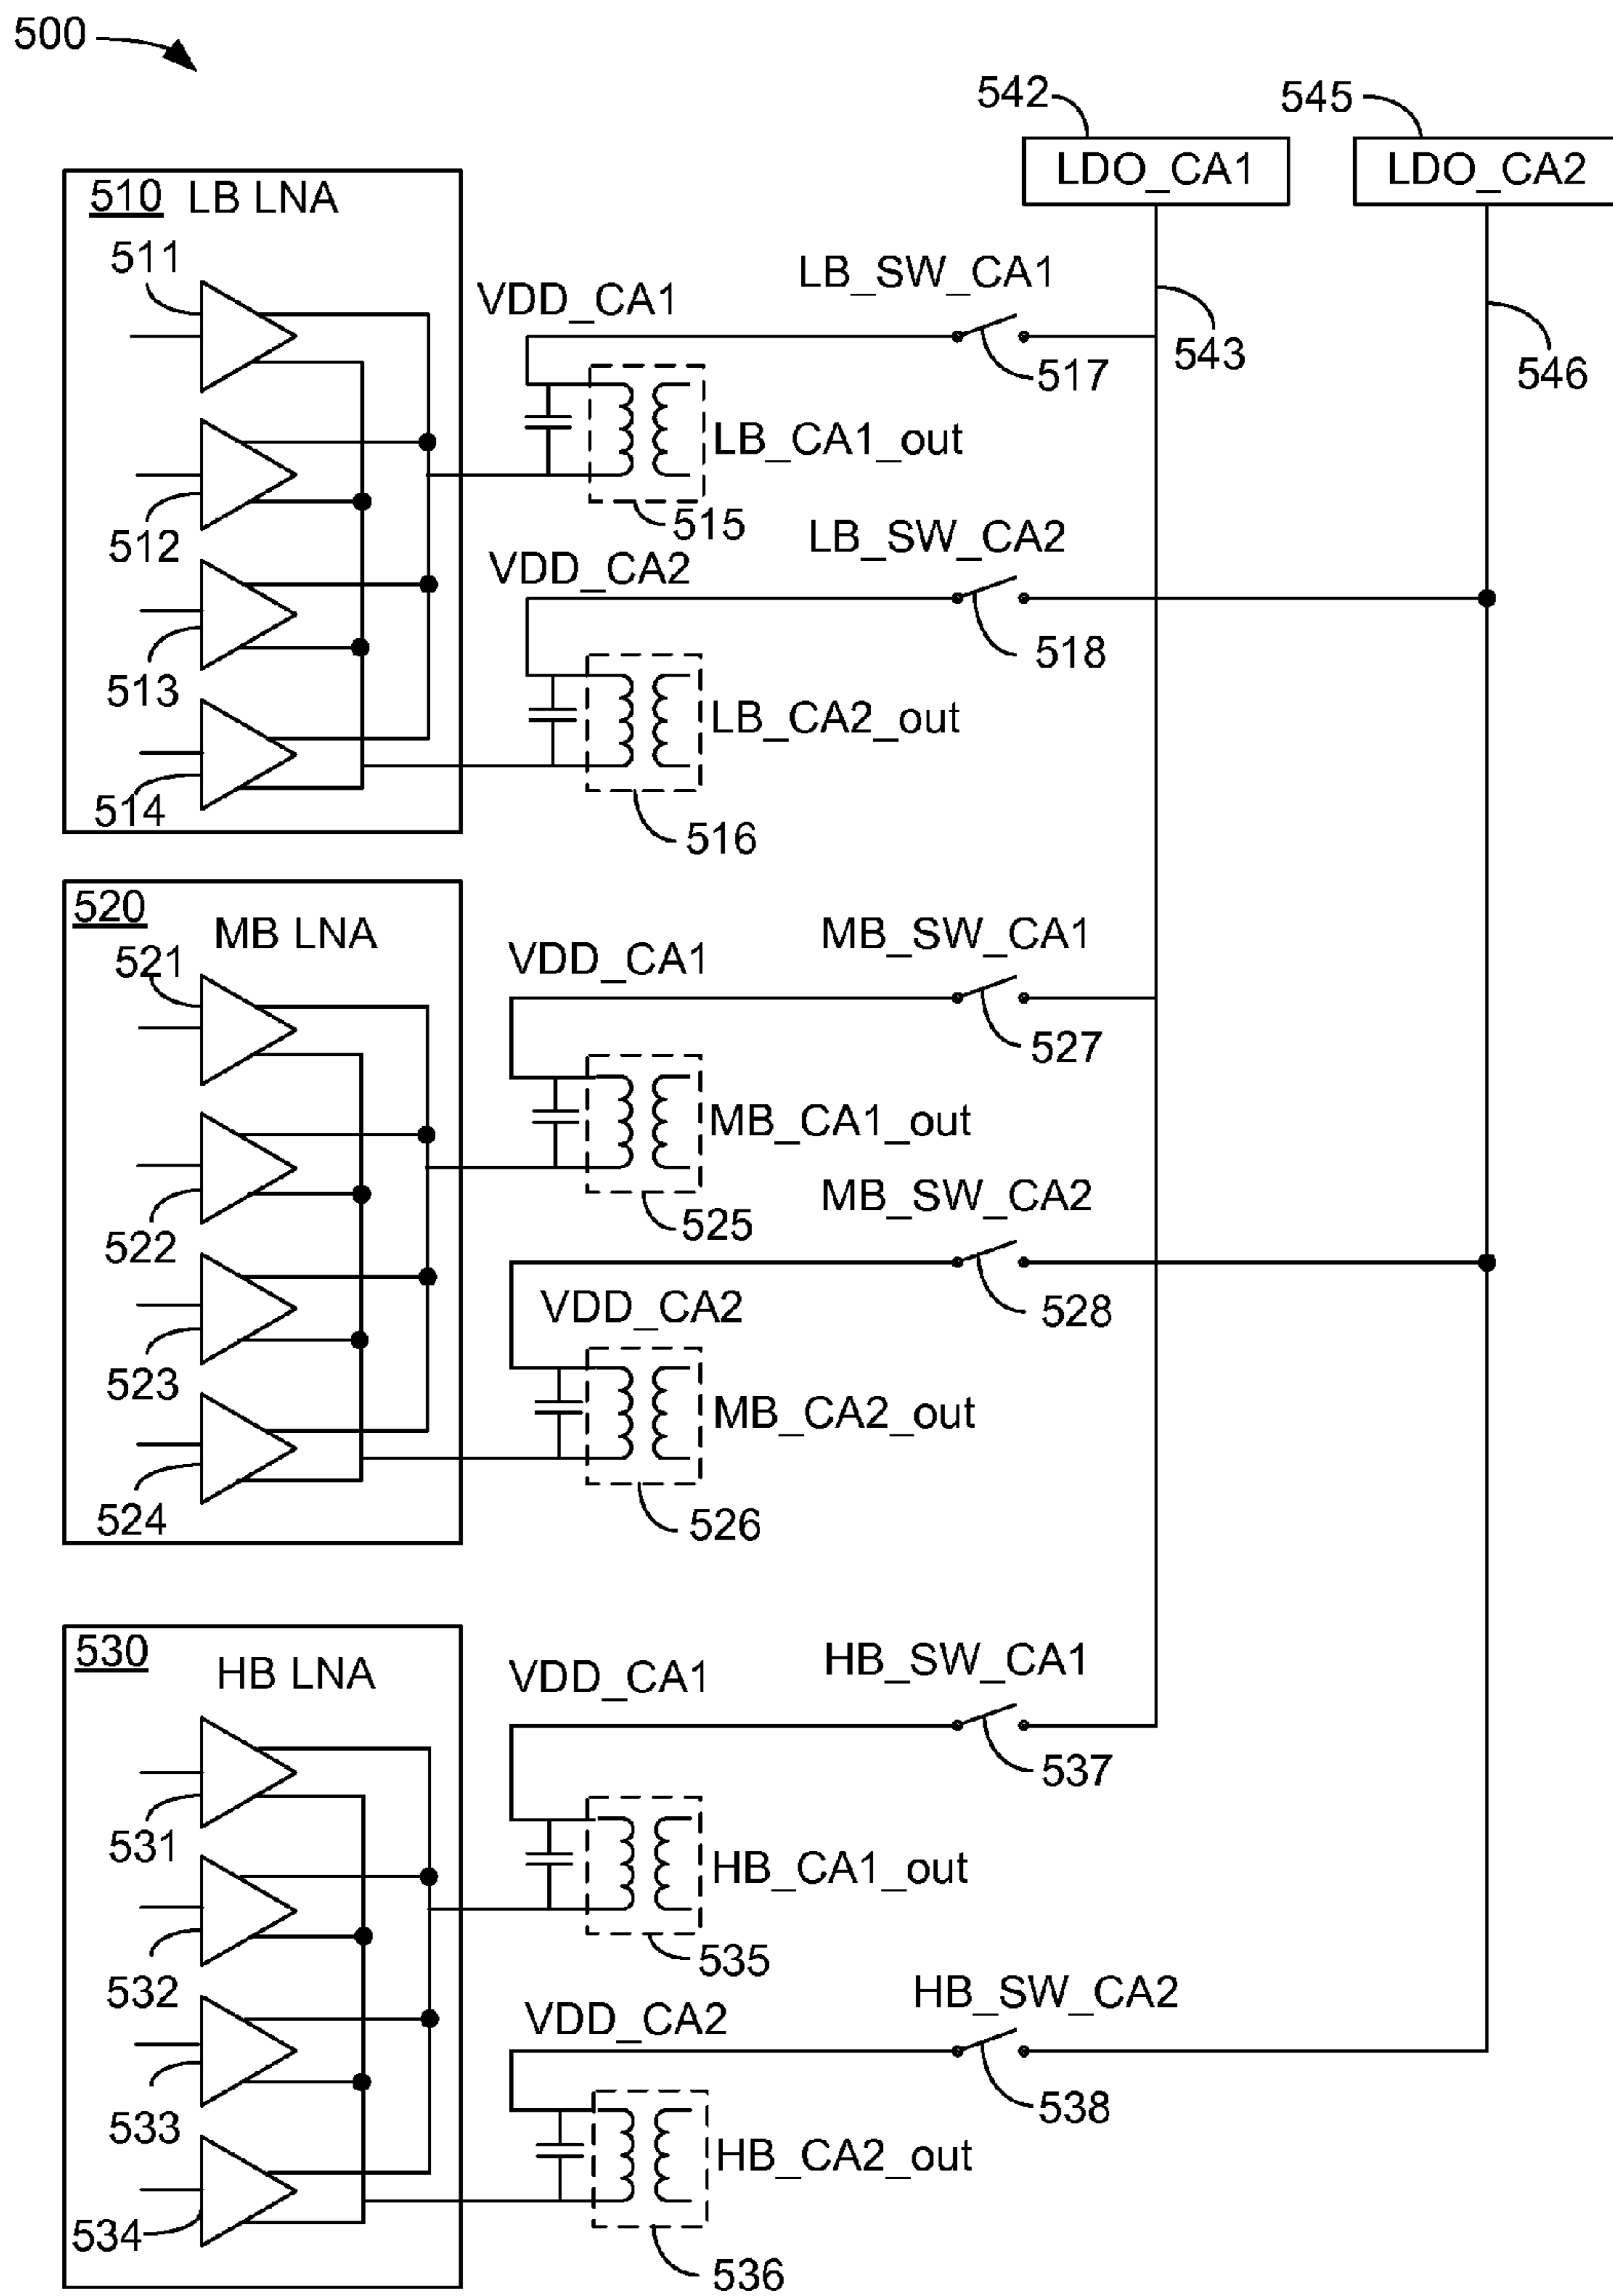 500
542
545
LDO_CA1
LDO_CA2
510 LB LNA
511
VDD_CA1
LB_SW_CA1
543
546
517
LB_CA1_out
512
515
LB_SW_CA2
VDD_CA2
518
513
LB_CA2_out
514
516
520
MB LNA
521
VDD_CA1
MB_SW_CA1
527
MB_CA1_out
522
525
MB_SW_CA2
VDD_CA2
528
523
MB_CA2_out
524
526
530
HB LNA
VDD_CA1
HB_SW_CA1
537
531
HB_CA1_out
535
532
VDD_CA2
HB_SW_CA2
538
533
HB_CA2_out
534
536